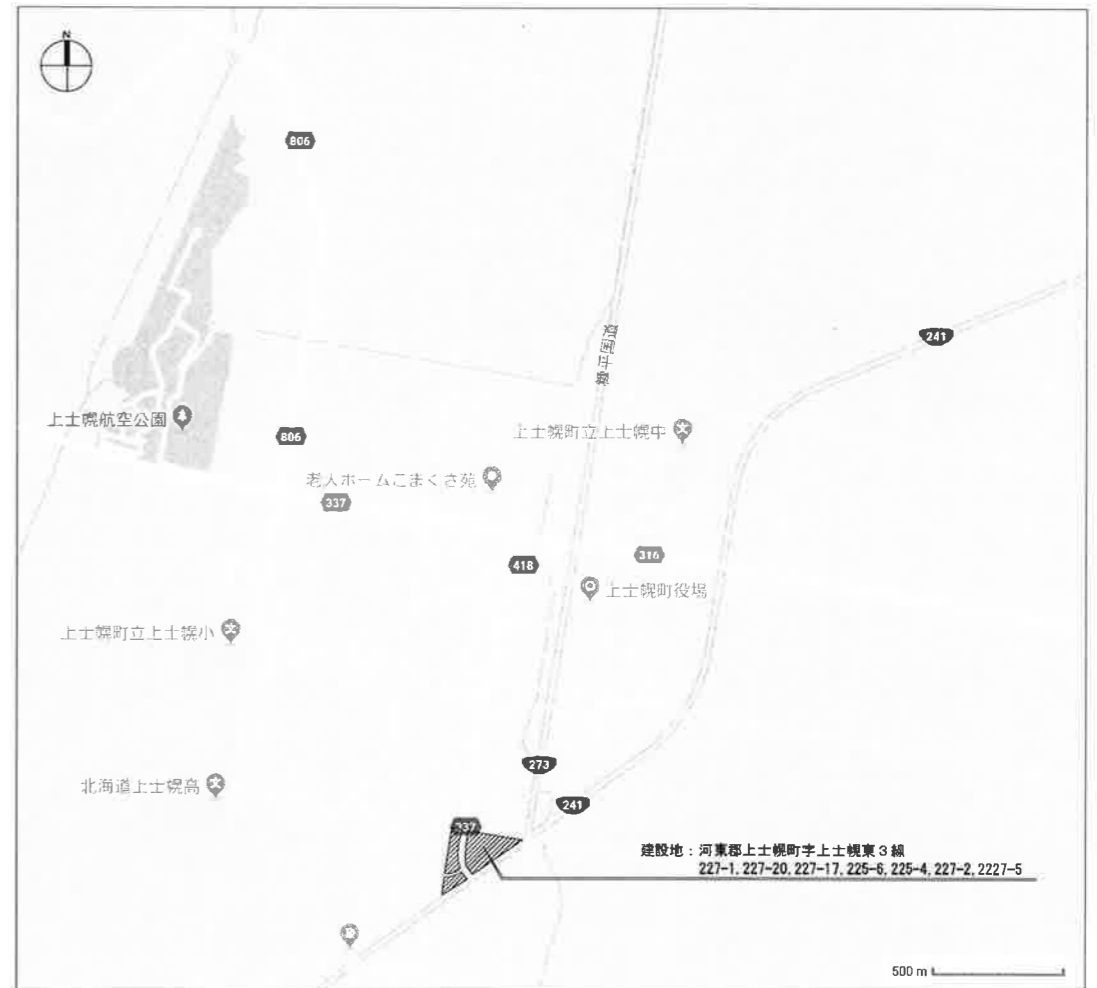 N
806
241
糠平国道
上士幌航空公園
806
上士幌町立上士幌中
老人ホームこまくさ苑
337
418
316
上士幌町役場
上士幌町立上士幌小
273
北海道上士幌高
241
337
建設地：河東郡上士幌町字上士幌東３線
227-1, 227-20, 227-17, 225-6, 225-4, 227-2, 2227-5
500 m